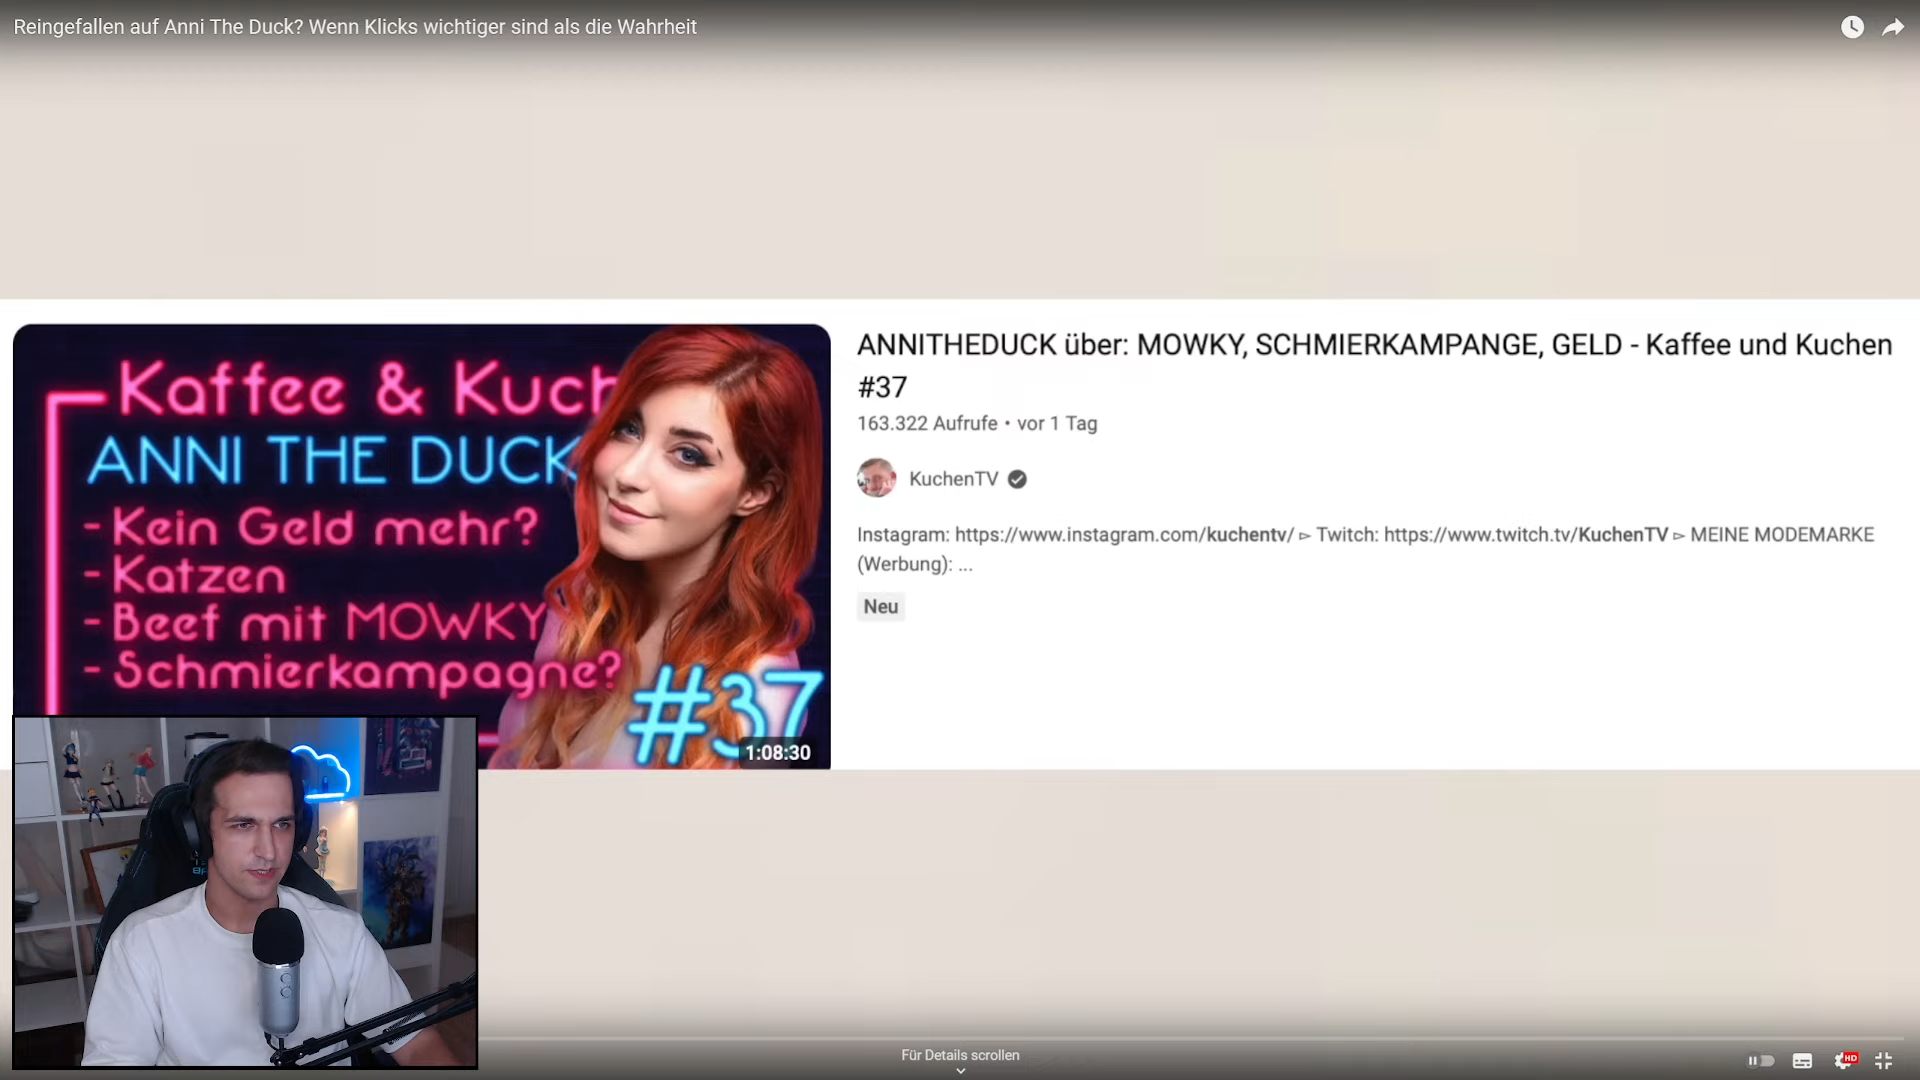 Reingefallen auf Anni The Duck? Wenn Klicks wichtiger sind als die Wahrheit
Kaffee & Kuch
ANNI THE DUCK
- Kein Geld mehr?
- Katzen
- Beef mit MOWKY
- Schmierkampagne?
#37
1:08:30
ANNITHEDUCK über: MOWKY, SCHMIERKAMPANGE, GELD - Kaffee und Kuchen
#37
163.322 Aufrufe • vor 1 Tag
KuchenTV
Instagram: https://www.instagram.com/kuchentv/ ▻ Twitch: https://www.twitch.tv/KuchenTV ▻ MEINE MODEMARKE
(Werbung): ...
Neu
Für Details scrollen
HD